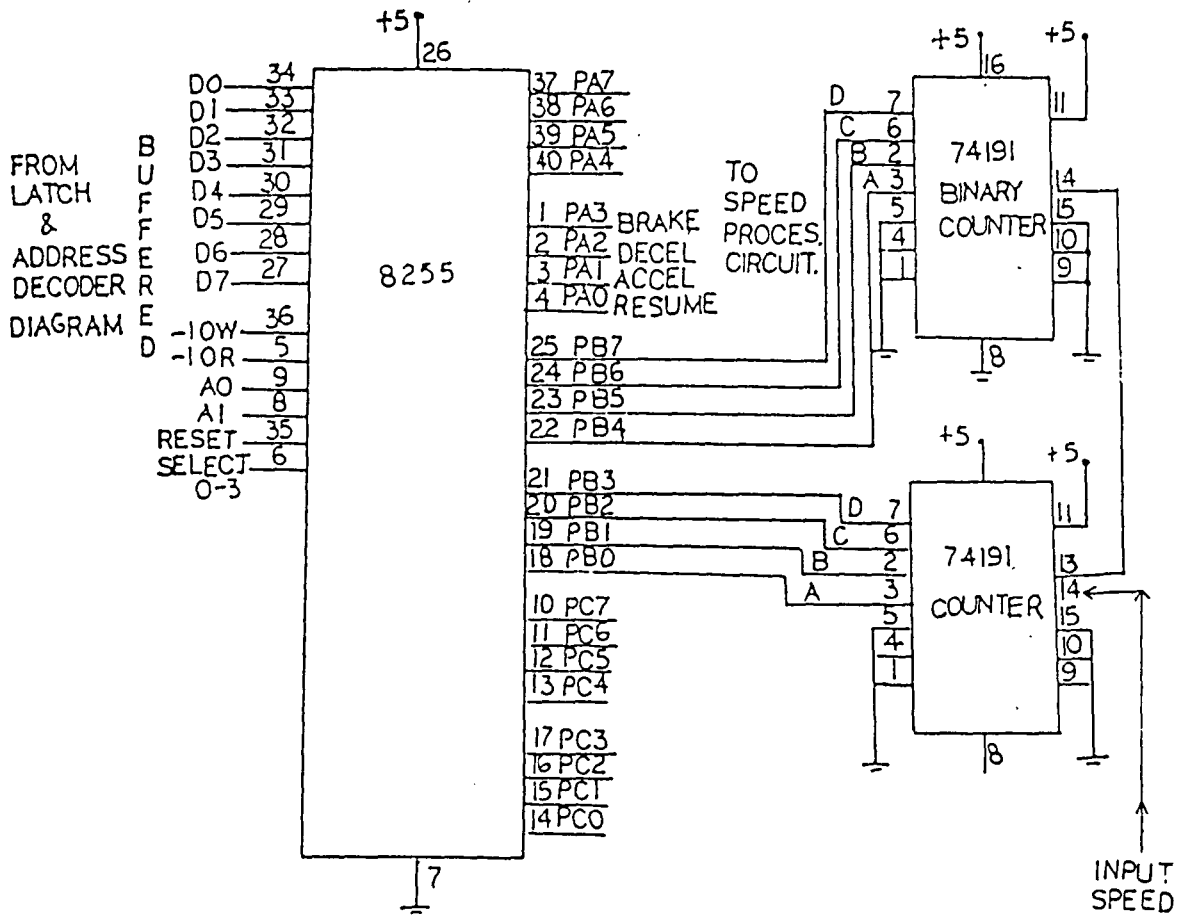 +5
26
FROM
LATCH
&
ADDRESS
DECODER
DIAGRAM
BUFFERED
D0 34
D1 33
D2 32
D3 31
D4 30
D5 29
D6 28
D7 27
-IOW 36
-IOR 5
A0 9
A1 8
RESET 35
SELECT 6
0-3
8255
7
37 PA7
38 PA6
39 PA5
40 PA4
1 PA3 BRAKE
2 PA2 DECEL
3 PA1 ACCEL
4 PA0 RESUME
25 PB7
24 PB6
23 PB5
22 PB4
21 PB3
20 PB2
19 PB1
18 PB0
10 PC7
11 PC6
12 PC5
13 PC4
17 PC3
16 PC2
15 PC1
14 PC0
TO
SPEED
PROCES.
CIRCUIT.
+5
16
+5
D 7
C 6
B 2
A 3
5
4
1
74191
BINARY
COUNTER
11
14
15
10
9
8
+5
+5
D 7
C 6
B 2
A 3
5
4
1
74191.
COUNTER
11
13
14
15
10
9
8
INPUT
SPEED